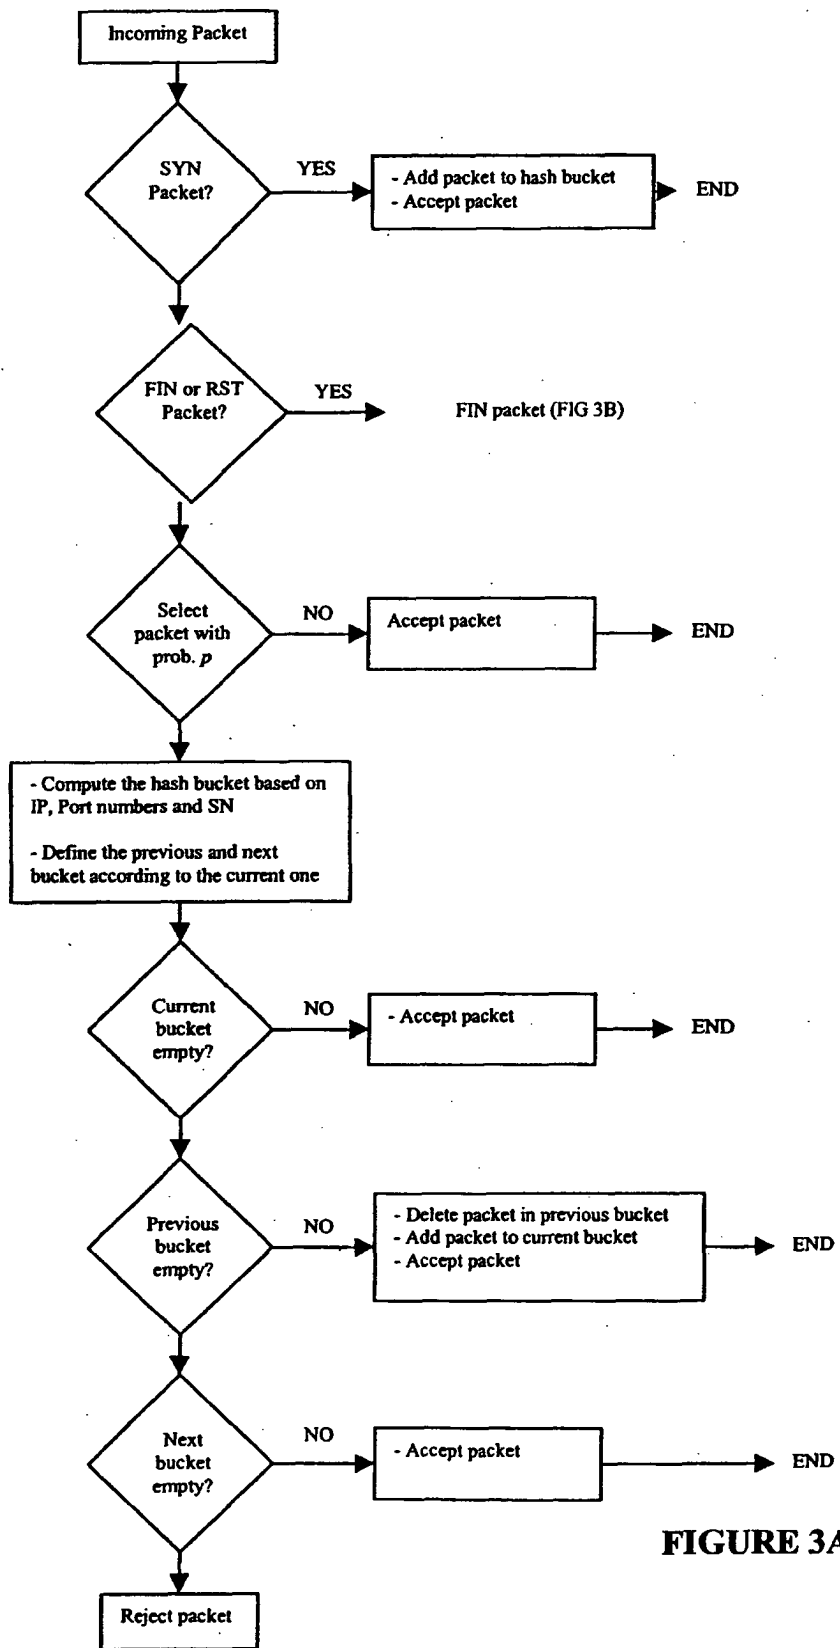 Incoming Packet
SYN
Packet?
YES
- Add packet to hash bucket
- Accept packet
END
FIN or RST
Packet?
YES
FIN packet (FIG 3B)
Select
packet with
prob. p
NO
Accept packet
END
- Compute the hash bucket based on
IP, Port numbers and SN
- Define the previous and next
bucket according to the current one
Current
bucket
empty?
NO
- Accept packet
END
Previous
bucket
empty?
NO
- Delete packet in previous bucket
- Add packet to current bucket
- Accept packet
END
Next
bucket
empty?
NO
- Accept packet
END
FIGURE 3A
Reject packet